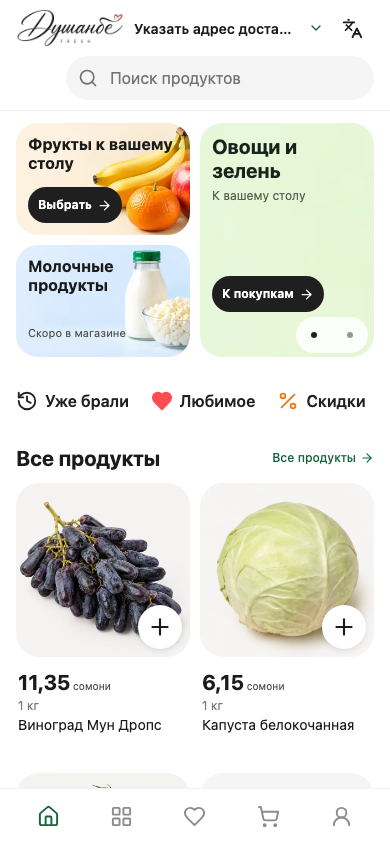 Душанбе
FRESH
Указать адрес доста...
Поиск продуктов
Фрукты к вашему
столу
Выбрать
Молочные
продукты
Скоро в магазине
Овощи и
зелень
К вашему столу
К покупкам
Уже брали
Любимое
Скидки
Все продукты
Все продукты
11,35 сомони
1 кг
Виноград Мун Дропс
6,15 сомони
1 кг
Капуста белокочанная